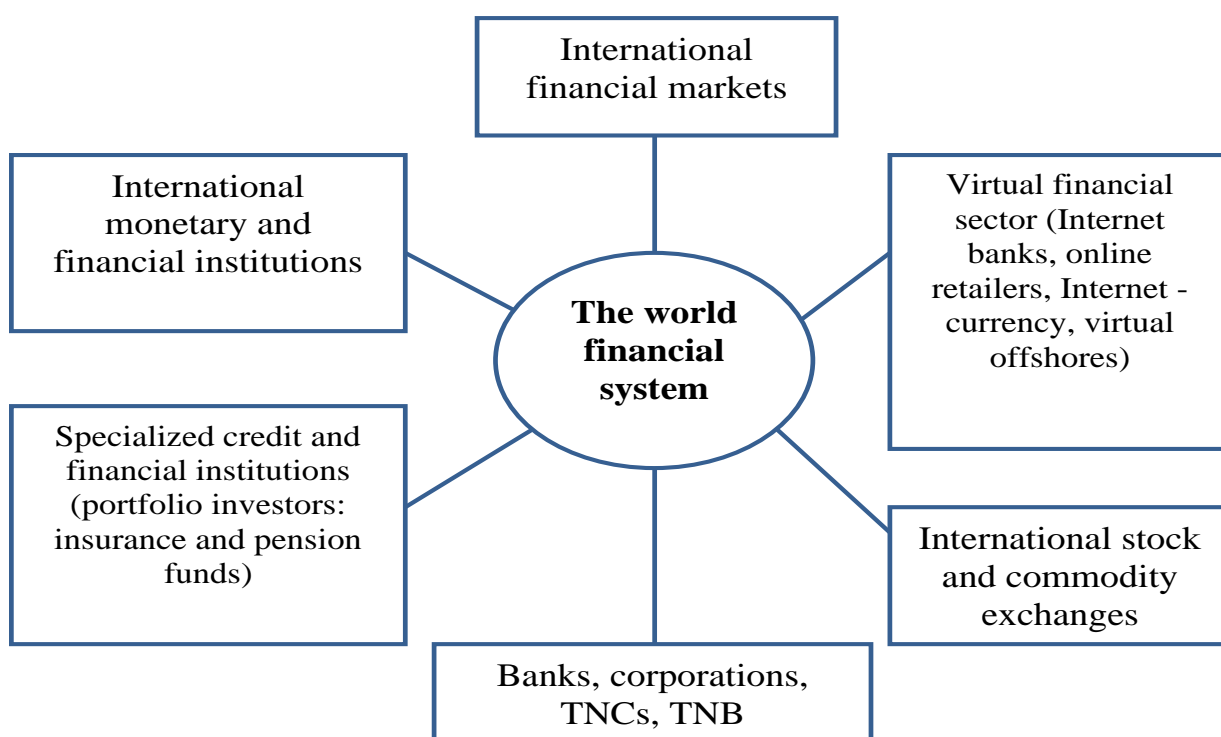 International
financial markets
International
monetary and
financial institutions
Virtual financial
sector (Internet
banks, online
retailers, Internet -
currency, virtual
offshores)
The world
financial
system
Specialized credit and
financial institutions
(portfolio investors:
insurance and pension
funds)
International stock
and commodity
exchanges
Banks, corporations,
TNCs, TNB